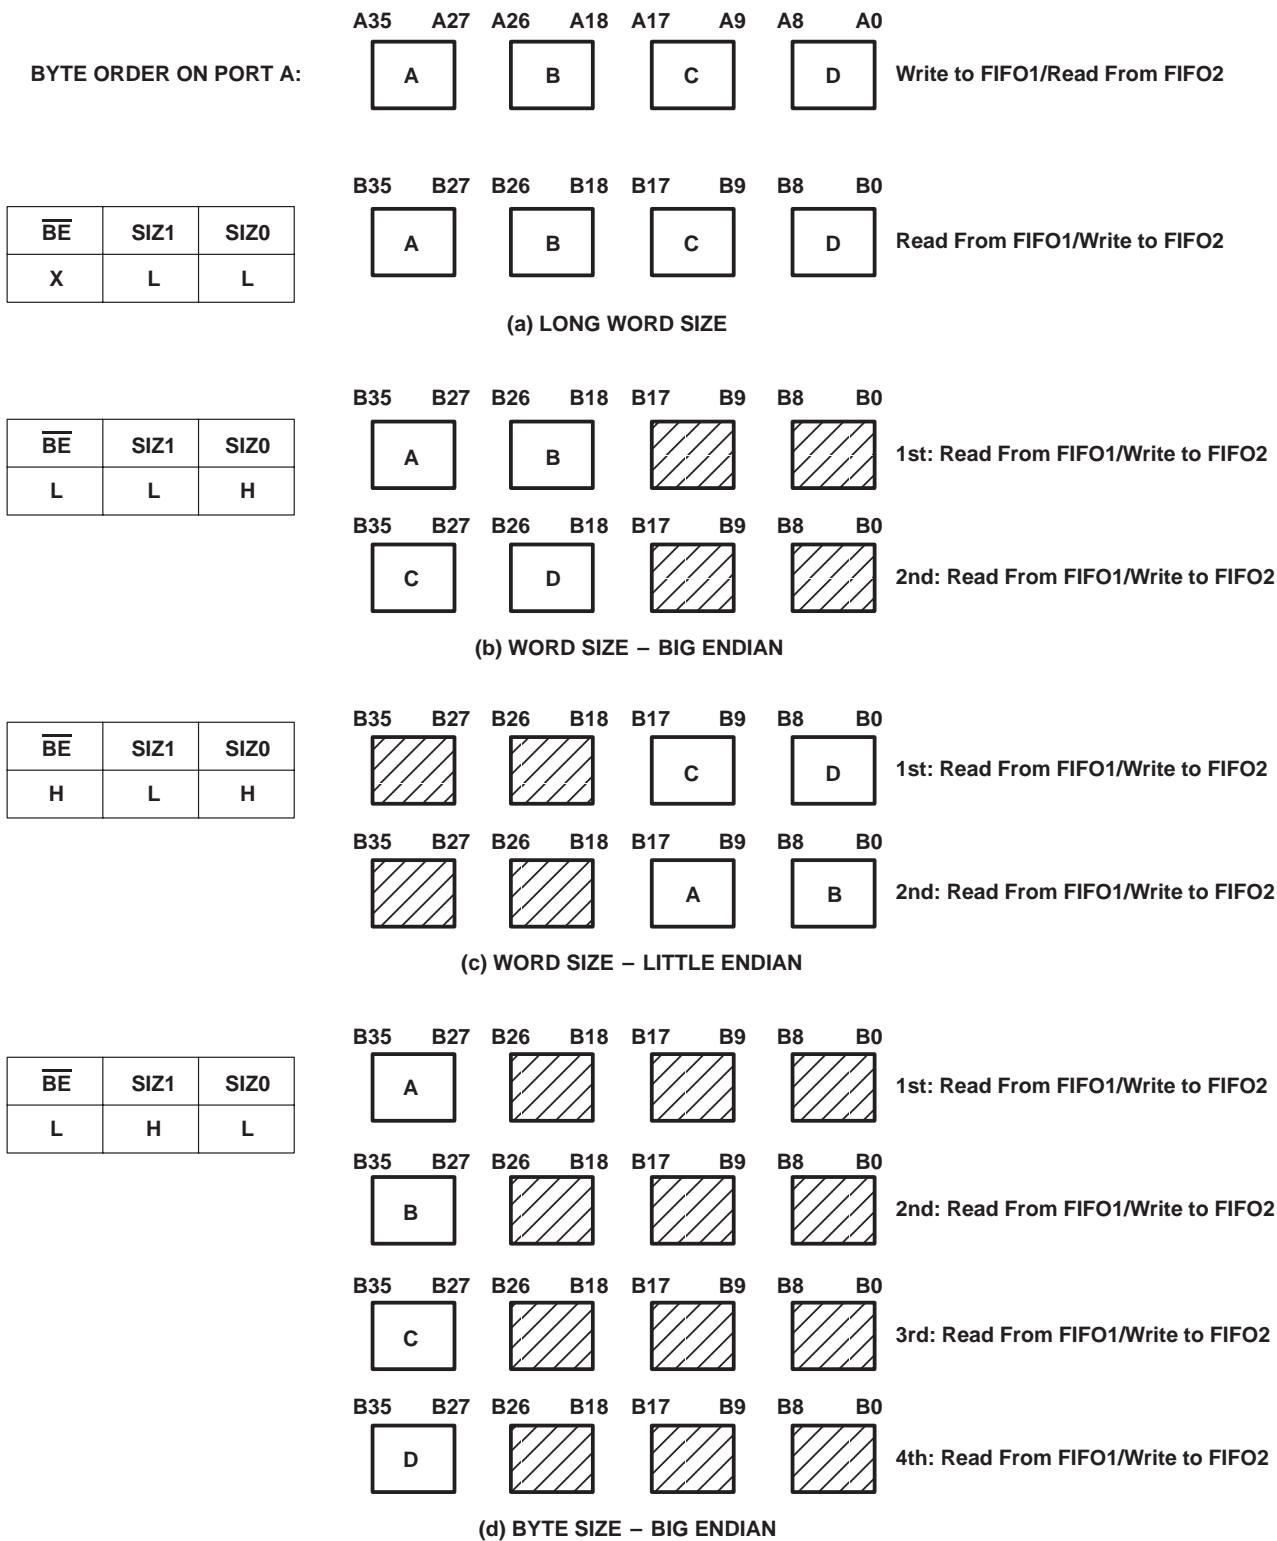 A35 A27 A26 A18 A17 A9 A8 A0
BYTE ORDER ON PORT A: A B C D Write to FIFO1/Read From FIFO2
B35 B27 B26 B18 B17 B9 B8 B0
BE SIZ1 SIZ0
A B C D Read From FIFO1/Write to FIFO2
X L L
(a) LONG WORD SIZE
B35 B27 B26 B18 B17 B9 B8 B0
BE SIZ1 SIZ0
A B 1st: Read From FIFO1/Write to FIFO2
L L H
B35 B27 B26 B18 B17 B9 B8 B0
C D 2nd: Read From FIFO1/Write to FIFO2
(b) WORD SIZE – BIG ENDIAN
B35 B27 B26 B18 B17 B9 B8 B0
BE SIZ1 SIZ0
C D 1st: Read From FIFO1/Write to FIFO2
H L H
B35 B27 B26 B18 B17 B9 B8 B0
A B 2nd: Read From FIFO1/Write to FIFO2
(c) WORD SIZE – LITTLE ENDIAN
B35 B27 B26 B18 B17 B9 B8 B0
BE SIZ1 SIZ0
A 1st: Read From FIFO1/Write to FIFO2
L H L
B35 B27 B26 B18 B17 B9 B8 B0
B 2nd: Read From FIFO1/Write to FIFO2
B35 B27 B26 B18 B17 B9 B8 B0
C 3rd: Read From FIFO1/Write to FIFO2
B35 B27 B26 B18 B17 B9 B8 B0
D 4th: Read From FIFO1/Write to FIFO2
(d) BYTE SIZE – BIG ENDIAN